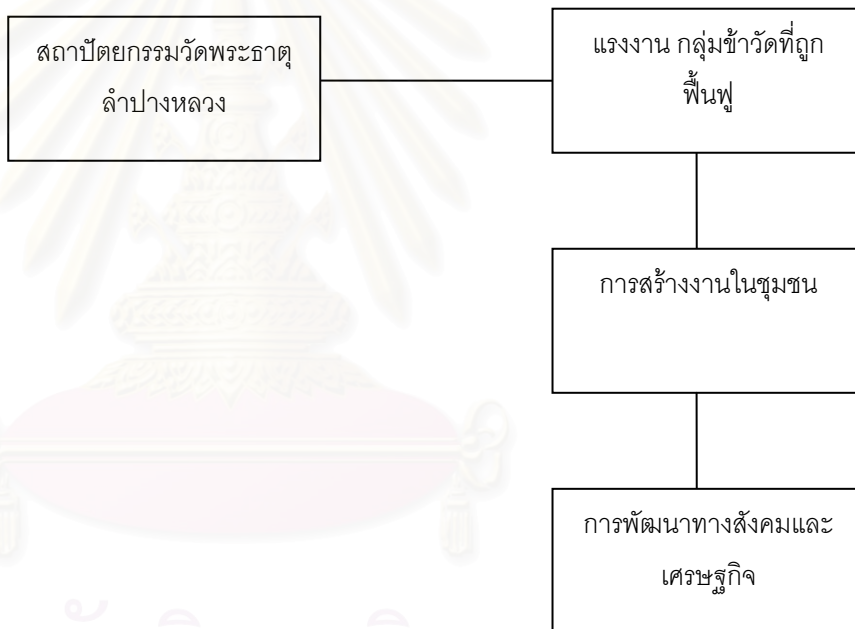 สถาปัตยกรรมวัดพระธาตุ
ลำปางหลวง
แรงงาน กลุ่มข้าวัดที่ถูก
ฟื้นฟู
การสร้างงานในชุมชน
การพัฒนาทางสังคมและ
เศรษฐกิจ